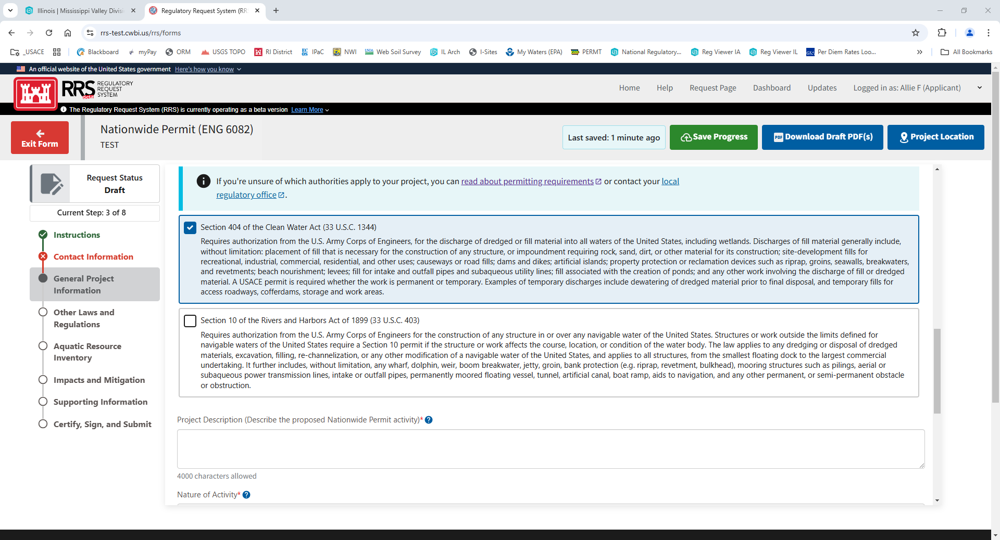 Illinois | Mississippi Valley Divisi
Regulatory Request System (RR
rrs-test.cwbi.us/rrs/forms
_USACE
Blackboard
myPay
ORM
USGS TOPO
RI District
IPaC
NWI
Web Soil Survey
IL Arch
I-Sites
My Waters (EPA)
PERMT
National Regulatory...
Reg Viewer IA
Reg Viewer IL
Per Diem Rates Loo...
All Bookmarks
An official website of the United States government Here's how you know
RRS beta
REGULATORY
REQUEST
SYSTEM
Home
Help
Request Page
Dashboard
Updates
Logged in as: Allie F (Applicant)
The Regulatory Request System (RRS) is currently operating as a beta version Learn More
Exit Form
Nationwide Permit (ENG 6082)
TEST
Last saved: 1 minute ago
Save Progress
PDF Download Draft PDF(s)
Project Location
Request Status
Draft
Current Step: 3 of 8
Instructions
Contact Information
General Project
Information
Other Laws and
Regulations
Aquatic Resource
Inventory
Impacts and Mitigation
Supporting Information
Certify, Sign, and Submit
If you're unsure of which authorities apply to your project, you can read about permitting requirements or contact your local
regulatory office .
Section 404 of the Clean Water Act (33 U.S.C. 1344)
Requires authorization from the U.S. Army Corps of Engineers, for the discharge of dredged or fill material into all waters of the United States, including wetlands. Discharges of fill material generally include,
without limitation: placement of fill that is necessary for the construction of any structure, or impoundment requiring rock, sand, dirt, or other material for its construction; site-development fills for
recreational, industrial, commercial, residential, and other uses; causeways or road fills; dams and dikes; artificial islands; property protection or reclamation devices such as riprap, groins, seawalls, breakwaters,
and revetments; beach nourishment; levees; fill for intake and outfall pipes and subaqueous utility lines; fill associated with the creation of ponds; and any other work involving the discharge of fill or dredged
material. A USACE permit is required whether the work is permanent or temporary. Examples of temporary discharges include dewatering of dredged material prior to final disposal, and temporary fills for
access roadways, cofferdams, storage and work areas.
Section 10 of the Rivers and Harbors Act of 1899 (33 U.S.C. 403)
Requires authorization from the U.S. Army Corps of Engineers for the construction of any structure in or over any navigable water of the United States. Structures or work outside the limits defined for
navigable waters of the United States require a Section 10 permit if the structure or work affects the course, location, or condition of the water body. The law applies to any dredging or disposal of dredged
materials, excavation, filling, re-channelization, or any other modification of a navigable water of the United States, and applies to all structures, from the smallest floating dock to the largest commercial
undertaking. It further includes, without limitation, any wharf, dolphin, weir, boom breakwater, jetty, groin, bank protection (e.g. riprap, revetment, bulkhead), mooring structures such as pilings, aerial or
subaqueous power transmission lines, intake or outfall pipes, permanently moored floating vessel, tunnel, artificial canal, boat ramp, aids to navigation, and any other permanent, or semi-permanent obstacle
or obstruction.
Project Description (Describe the proposed Nationwide Permit activity)*
4000 characters allowed
Nature of Activity*